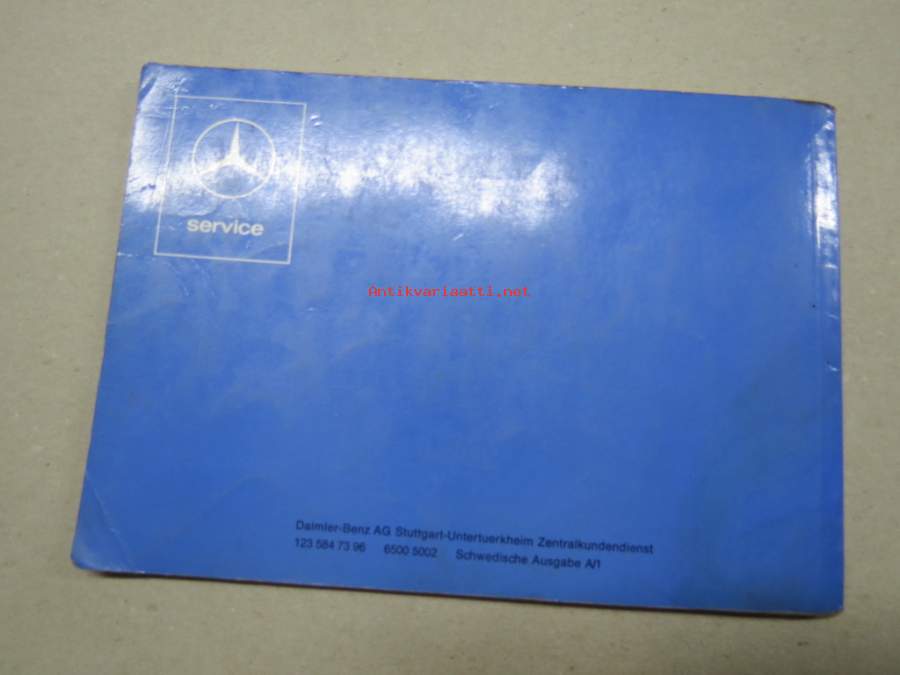 service
Antikvariaatti.net
Daimler-Benz AG Stuttgart-Untertuerkheim Zentralkundendienst
123 584 73 96 6500 5002 Schwedische Ausgabe A/1